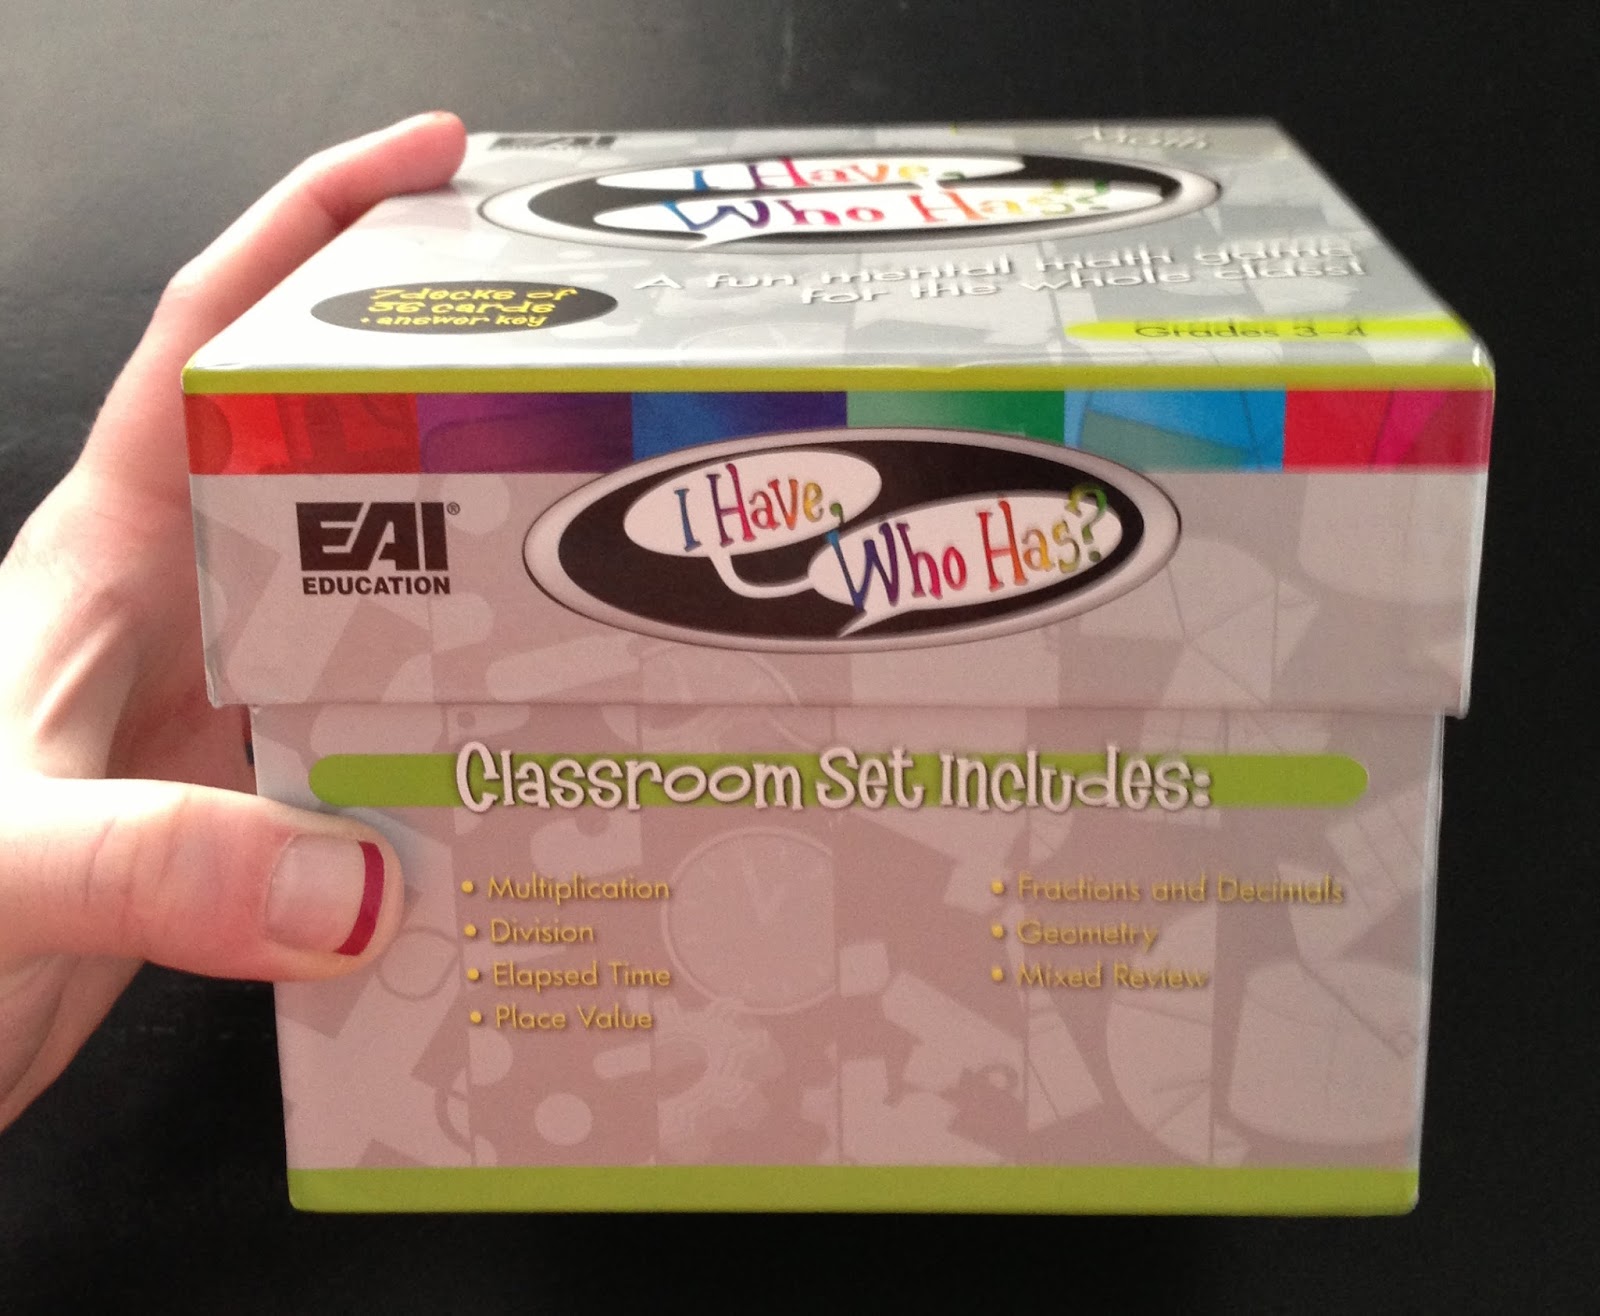 EAI
Math
I Have,
Who Has?
A fun mental math game
for the whole class!
7 decks of
36 cards
+ answer key
Grades 3–4
EAI®
EDUCATION
I Have,
Who Has?
Classroom Set Includes:
• Multiplication
• Division
• Elapsed Time
• Place Value
• Fractions and Decimals
• Geometry
• Mixed Review